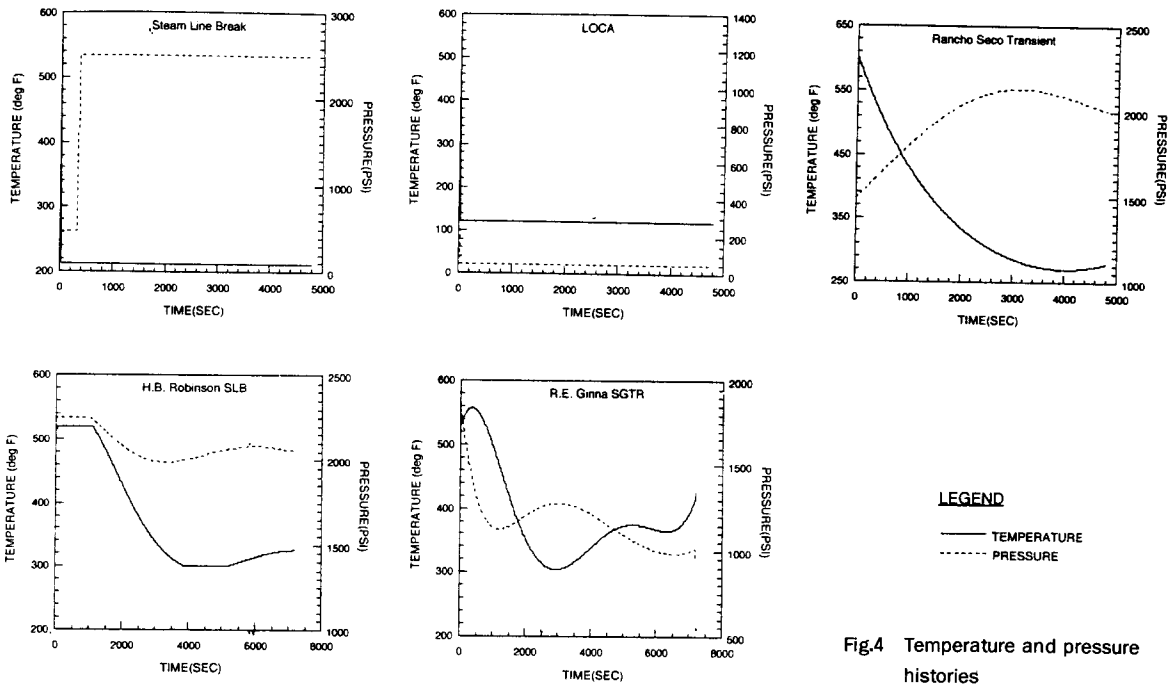 Steam Line Break
600
500
400
300
200
TEMPERATURE (deg F)
3000
2000
1000
0
PRESSURE(PSI)
0 1000 2000 3000 4000 5000
TIME(SEC)
LOCA
600
500
400
300
200
100
0
TEMPERATURE (deg F)
1400
1200
1000
800
600
400
200
0
PRESSURE(PSI)
0 1000 2000 3000 4000 5000
TIME(SEC)
Rancho Seco Transient
650
550
450
350
250
TEMPERATURE (deg F)
2500
2000
1500
1000
PRESSURE(PSI)
0 1000 2000 3000 4000 5000
TIME(SEC)
H.B. Robinson SLB
600
500
400
300
200
TEMPERATURE (deg F)
2500
2000
1500
1000
PRESSURE(PSI)
0 2000 4000 6000 8000
TIME(SEC)
R.E. Ginna SGTR
600
500
400
300
200
TEMPERATURE (deg F)
2000
1500
1000
500
PRESSURE(PSI)
0 2000 4000 6000 8000
TIME(SEC)
LEGEND
TEMPERATURE
PRESSURE
Fig.4 Temperature and pressure
histories